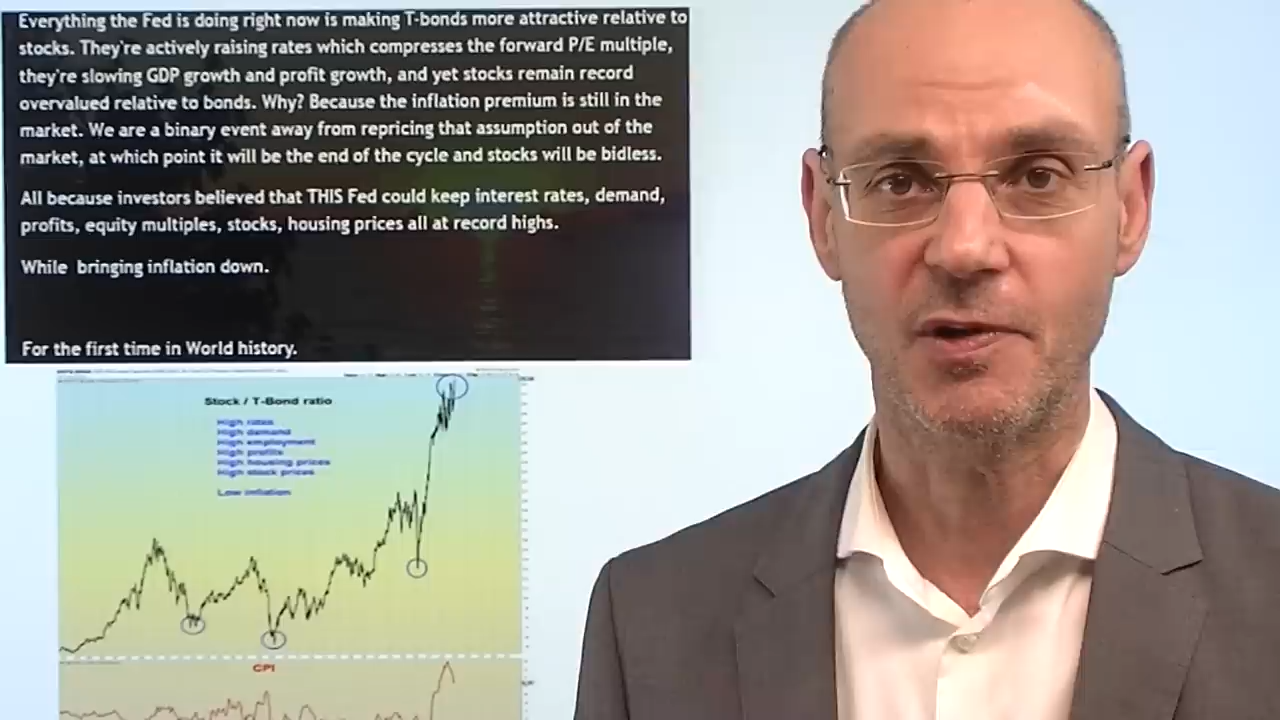 Everything the Fed is doing right now is making T-bonds more attractive relative to
stocks. They're actively raising rates which compresses the forward P/E multiple,
they're slowing GDP growth and profit growth, and yet stocks remain record
overvalued relative to bonds. Why? Because the inflation premium is still in the
market. We are a binary event away from repricing that assumption out of the
market, at which point it will be the end of the cycle and stocks will be bidless.
All because investors believed that THIS Fed could keep interest rates, demand,
profits, equity multiples, stocks, housing prices all at record highs.
While bringing inflation down.
For the first time in World history.
Stock / T-Bond ratio
High rates
High demand
High employment
High profits
High housing prices
High stock prices
Low inflation
CPI